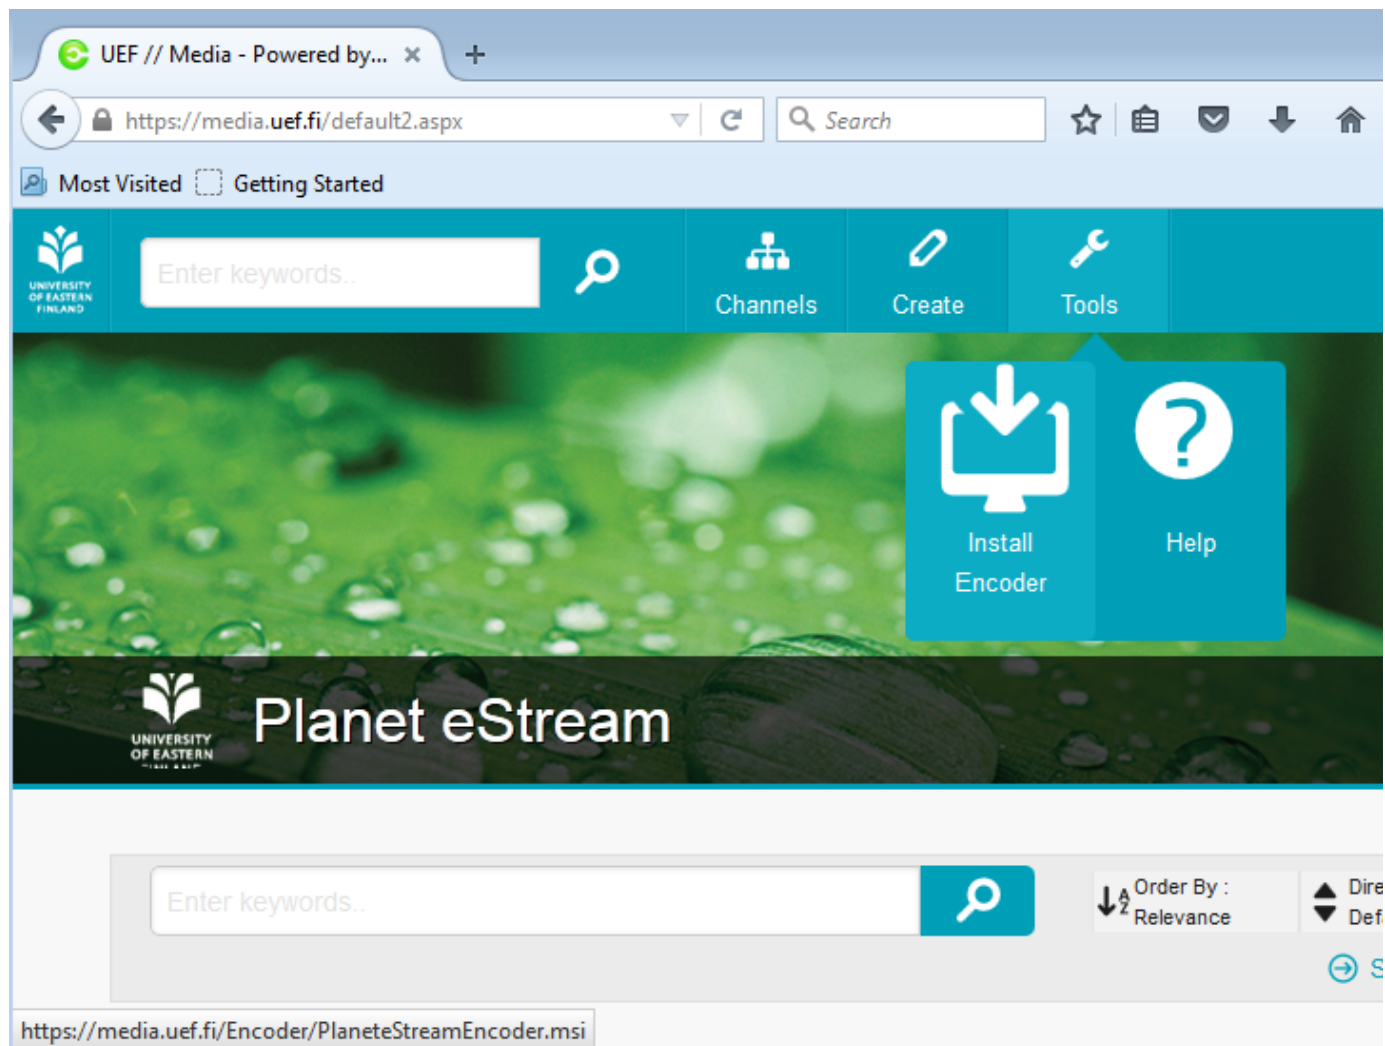 UEF // Media - Powered by...
https://media.uef.fi/default2.aspx
Search
Most Visited
Getting Started
UNIVERSITY
OF EASTERN
FINLAND
Enter keywords..
Channels
Create
Tools
Install
Encoder
Help
UNIVERSITY
OF EASTERN
Planet eStream
Enter keywords..
Order By :
Relevance
Dire
Defa
S
https://media.uef.fi/Encoder/PlaneteStreamEncoder.msi